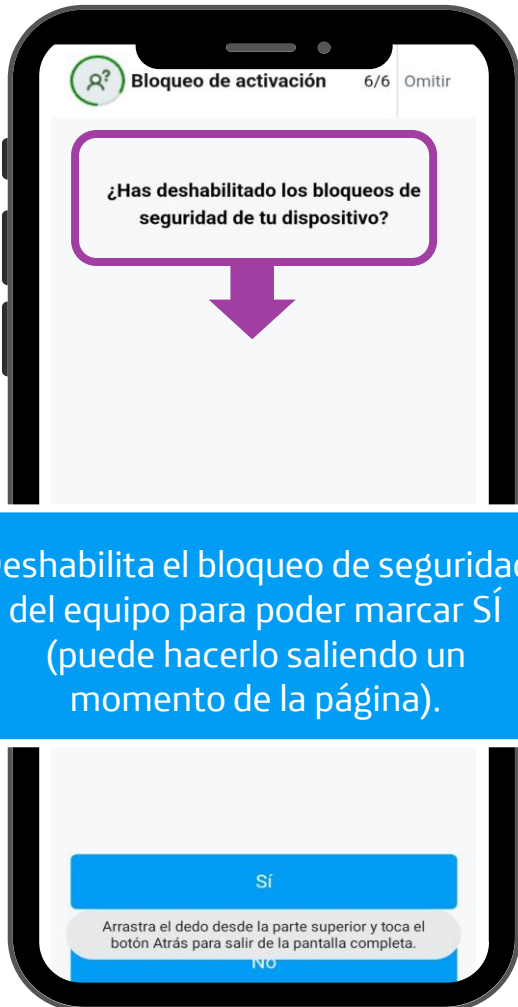 Bloqueo de activación 6/6 Omitir
¿Has deshabilitado los bloqueos de
seguridad de tu dispositivo?
Deshabilita el bloqueo de seguridad
del equipo para poder marcar SÍ
(puede hacerlo saliendo un
momento de la página).
Sí
Arrastra el dedo desde la parte superior y toca el
botón Atrás para salir de la pantalla completa.
No